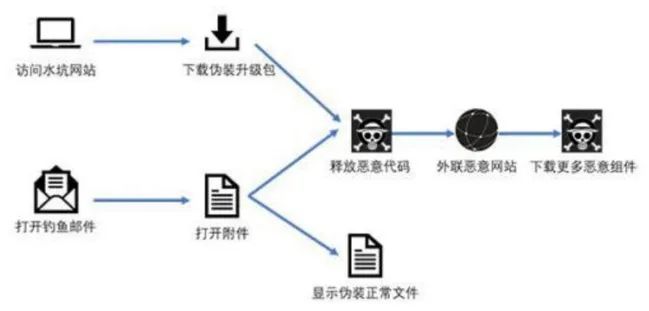 访问水坑网站
下载伪装升级包
释放恶意代码
外联恶意网站
下载更多恶意组件
打开钓鱼邮件
打开附件
显示伪装正常文件